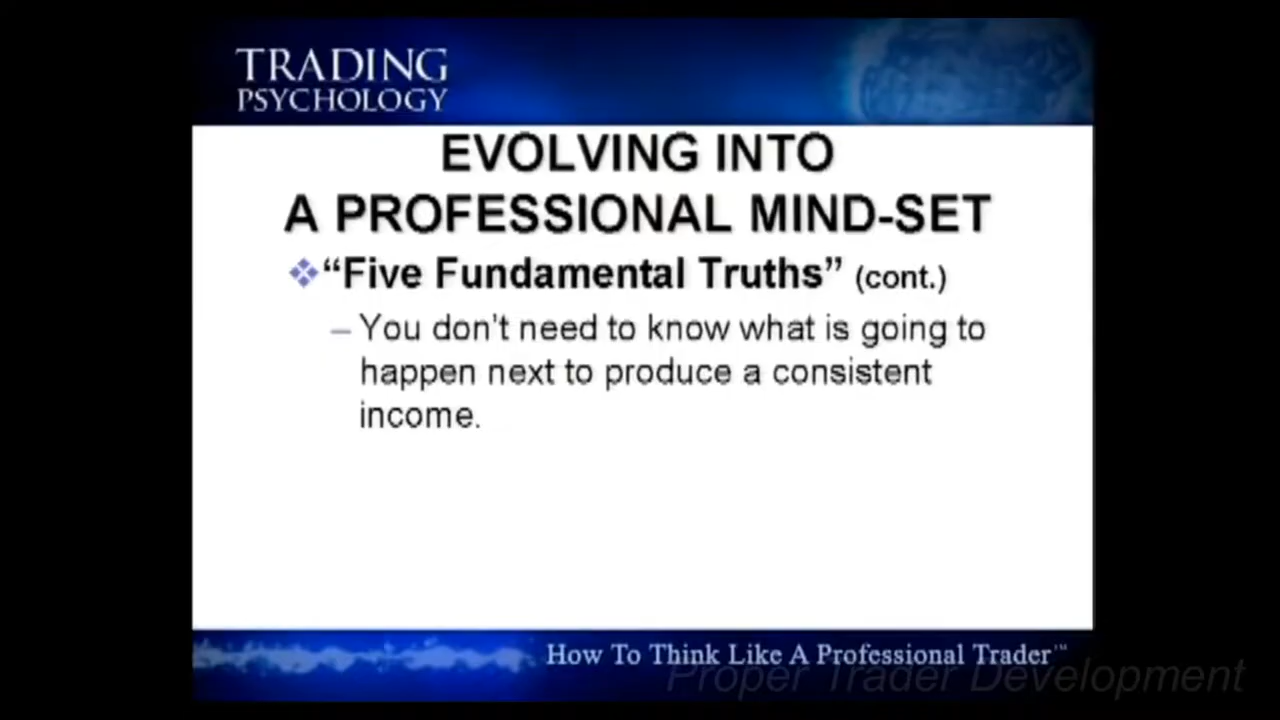 TRADING
PSYCHOLOGY
EVOLVING INTO
A PROFESSIONAL MIND-SET
“Five Fundamental Truths” (cont.)
– You don’t need to know what is going to
happen next to produce a consistent
income.
How To Think Like A Professional Trader™
Proper Trader Development